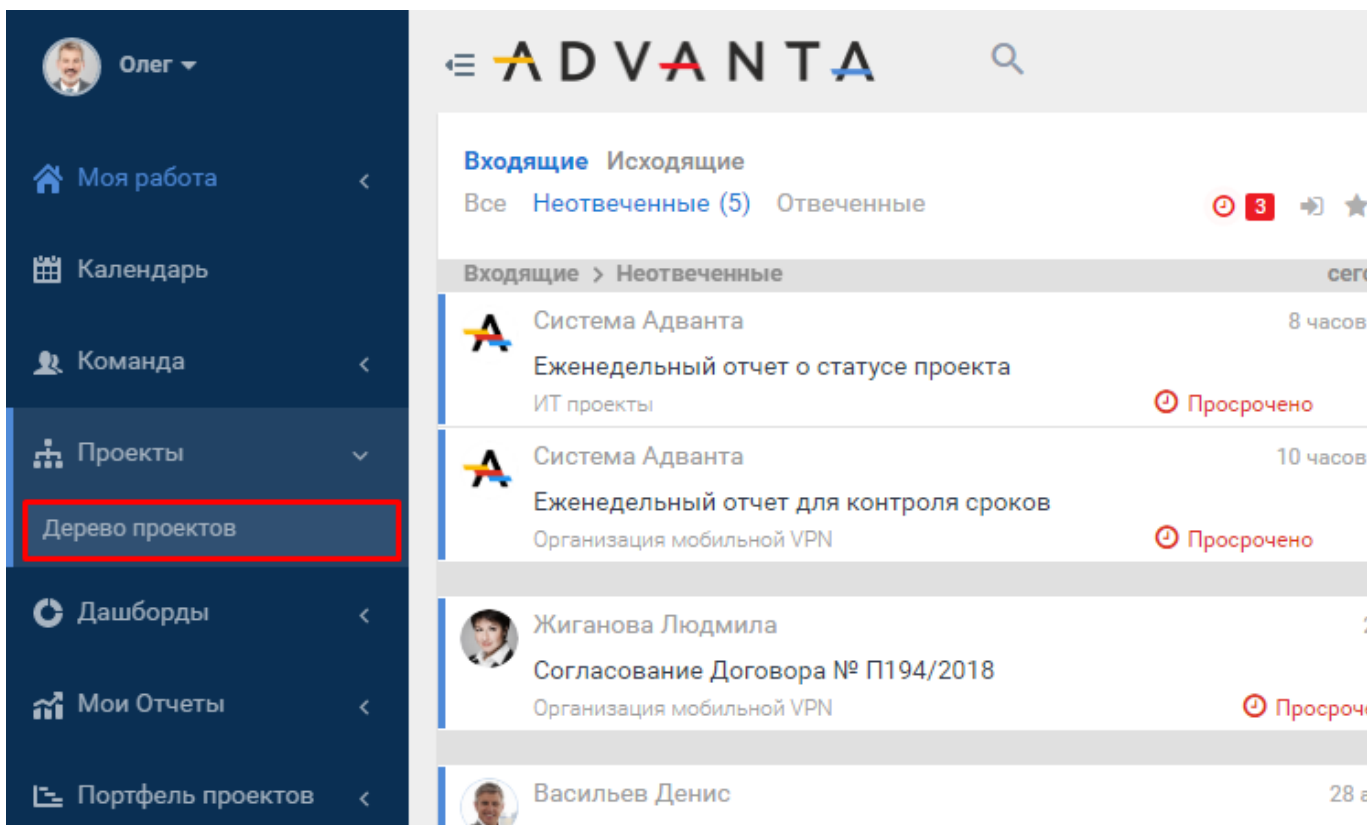 Олег
Моя работа
Календарь
Команда
Проекты
Дерево проектов
Дашборды
Мои Отчеты
Портфель проектов
ADVANTA
Входящие Исходящие
Все Неотвеченные (5) Отвеченные 3
Входящие > Неотвеченные
Система Адванта 8 часов
Еженедельный отчет о статусе проекта
ИТ проекты Просрочено
Система Адванта 10 часов
Еженедельный отчет для контроля сроков
Организация мобильной VPN Просрочено
Жиганова Людмила
Согласование Договора № П194/2018
Организация мобильной VPN
Васильев Денис 28